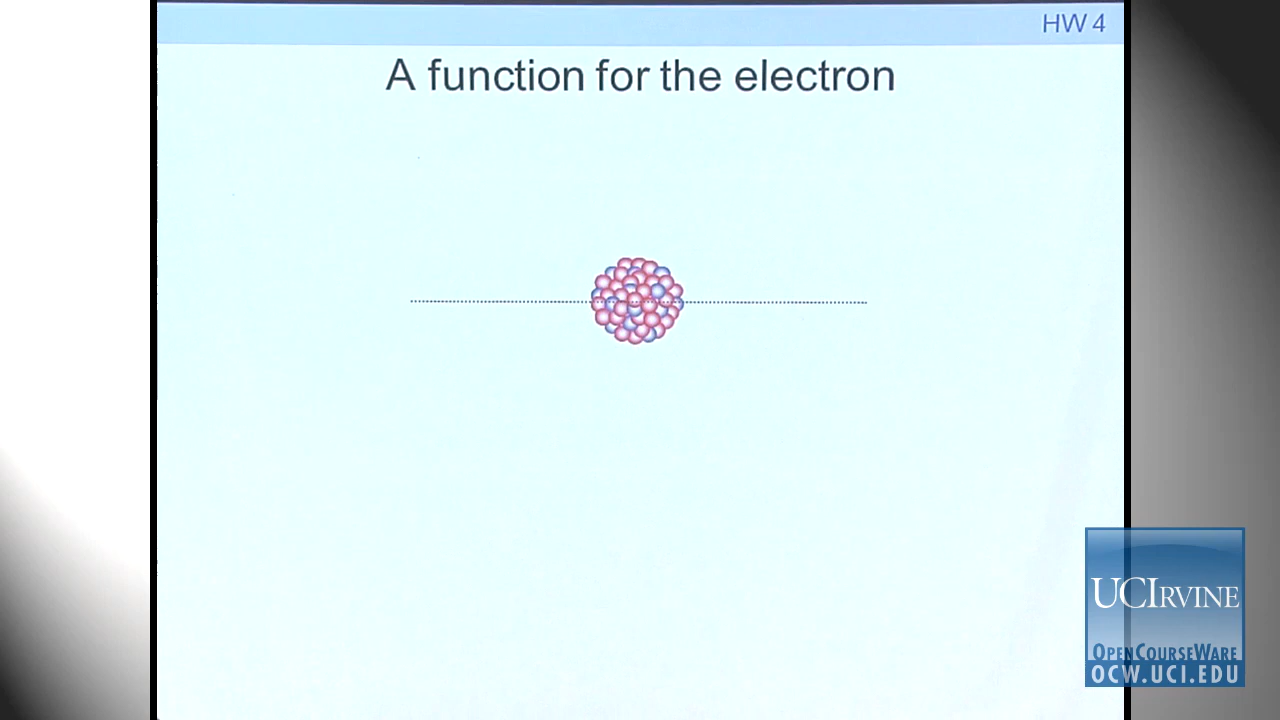 HW 4
A function for the electron
UCIRVINE
OPENCOURSEWARE
OCW.UCI.EDU